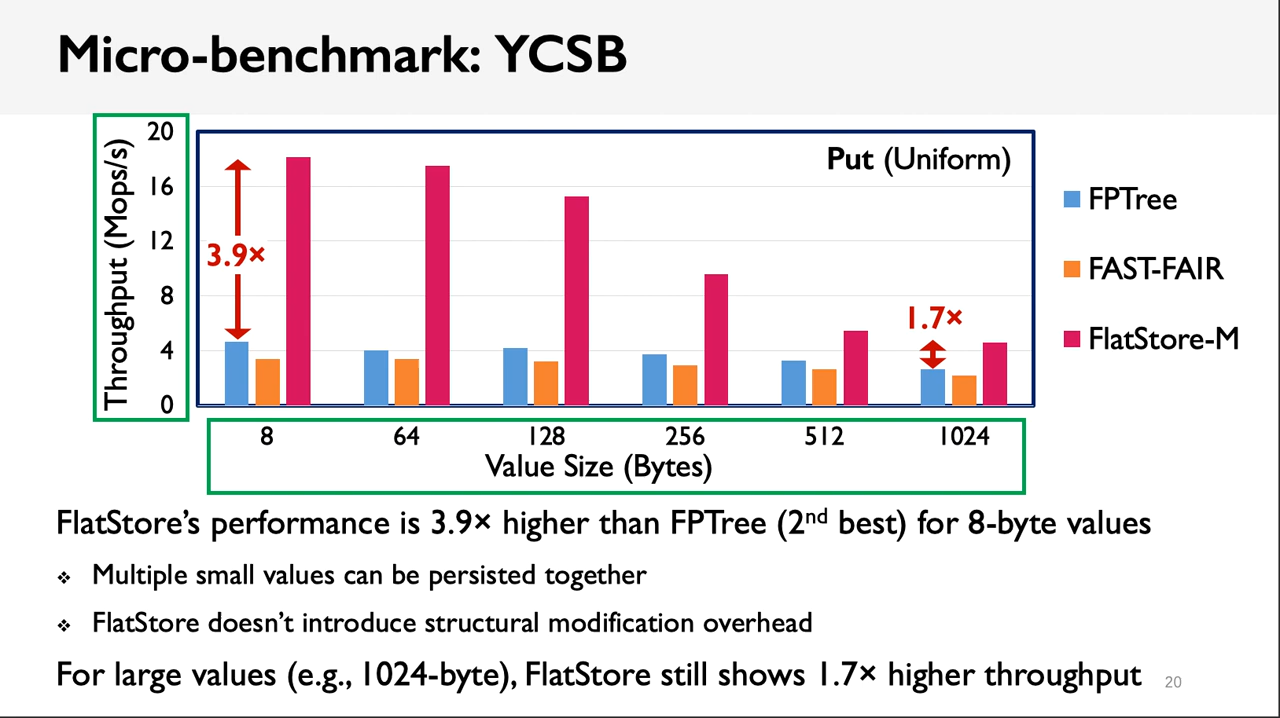 Micro-benchmark: YCSB
Throughput (Mops/s)
20
16
12
8
4
0
Put (Uniform)
3.9×
1.7×
FPTree
FAST-FAIR
FlatStore-M
8 64 128 256 512 1024
Value Size (Bytes)
FlatStore’s performance is 3.9× higher than FPTree (2nd best) for 8-byte values
❖ Multiple small values can be persisted together
❖ FlatStore doesn’t introduce structural modification overhead
For large values (e.g., 1024-byte), FlatStore still shows 1.7× higher throughput
20